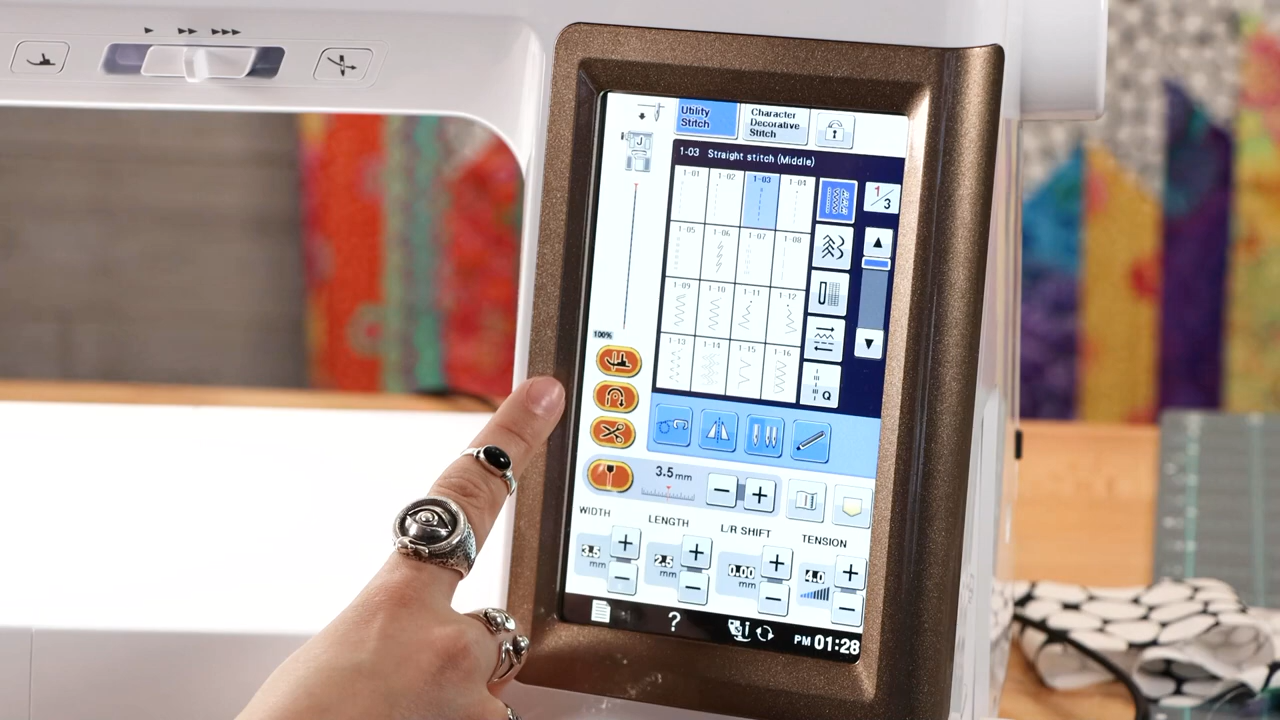 Utility
Stitch
Character
Decorative
Stitch
J
1-03 Straight stitch (Middle)
1-01
1-02
1-03
1-04
1/3
1-05
1-06
1-07
1-08
1-09
1-10
1-11
1-12
1-13
1-14
1-15
1-16
Q
100%
3.5 mm
WIDTH
LENGTH
L/R SHIFT
TENSION
3.5
mm
2.5
mm
0.00
mm
4.0
?
PM 01:28